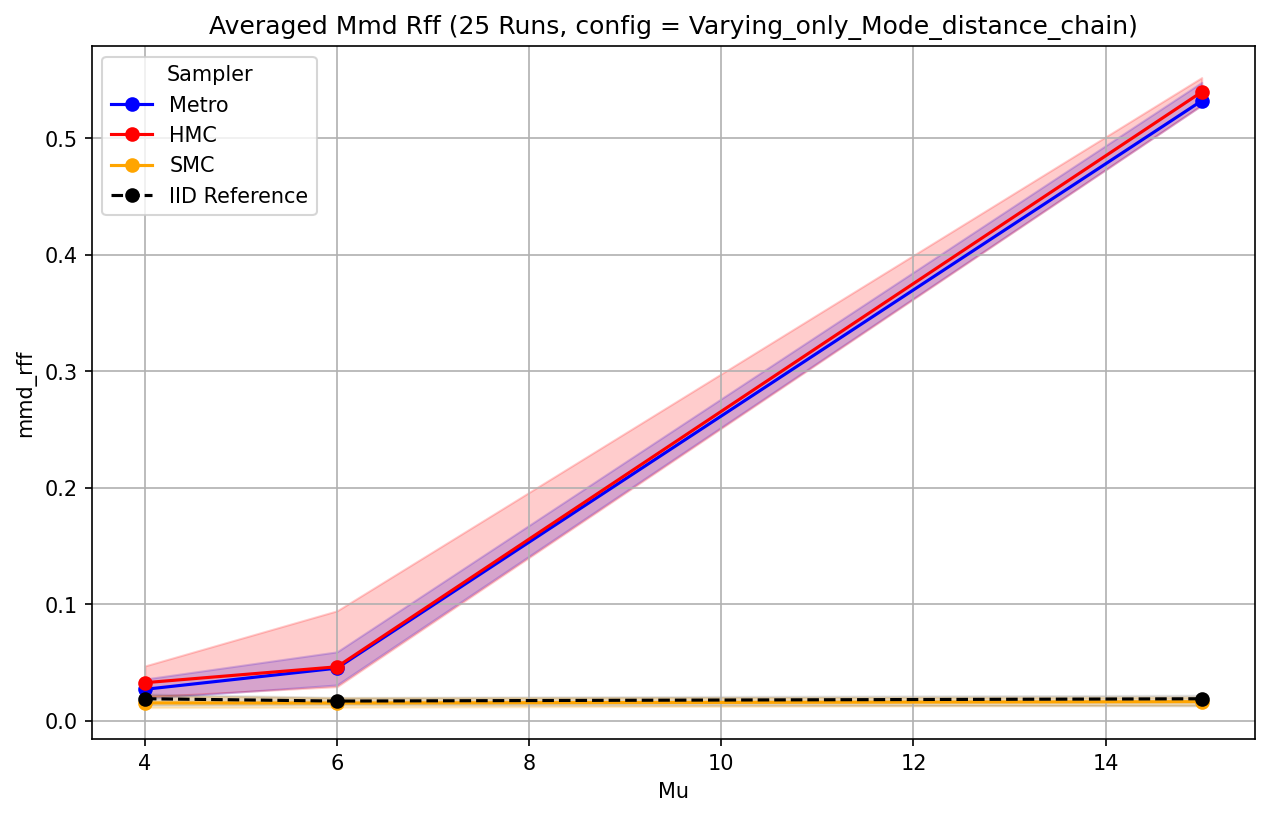 Averaged Mmd Rff (25 Runs, config = Varying_only_Mode_distance_chain)
Sampler
Metro
HMC
SMC
IID Reference
mmd_rff
0.5
0.4
0.3
0.2
0.1
0.0
4 6 8 10 12 14
Mu